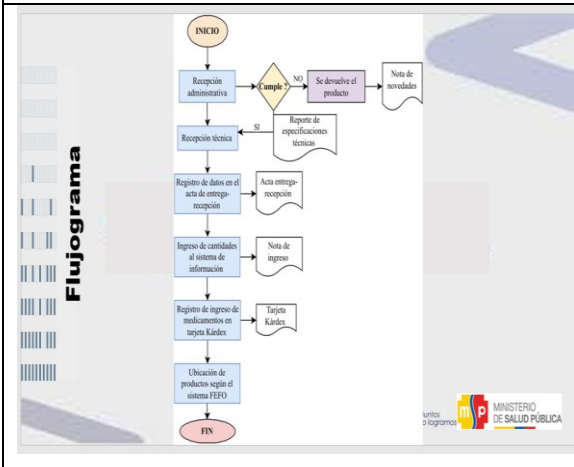 Flujograma
INICIO
Recepción
administrativa
Cumple ?
NO
Se devuelve el
producto
Nota de
novedades
SI
Reporte de
especificaciones
técnicas
Recepción técnica
Registro de datos en el
acta de entrega-
recepción
Acta entrega-
recepción
Ingreso de cantidades
al sistema de
información
Nota de
ingreso
Registro de ingreso de
medicamentos en
tarjeta Kárdex
Tarjeta
Kárdex
Ubicación de
productos según el
sistema FEFO
FIN
juntos
o logramos
msp
MINISTERIO
DE SALUD PÚBLICA